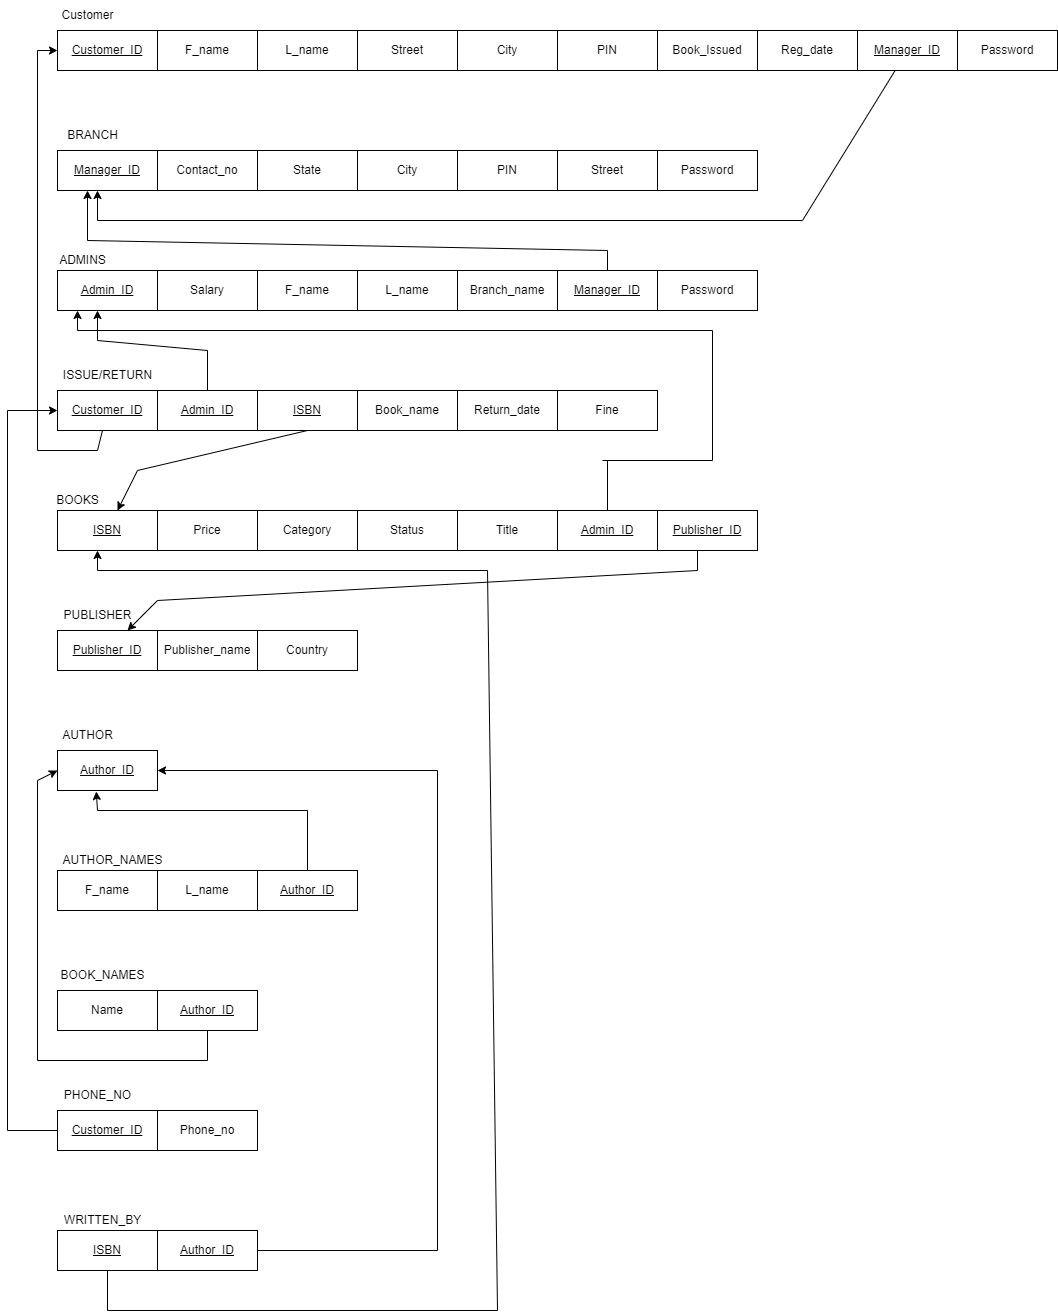 Customer
Customer_ID F_name L_name Street City PIN Book_Issued Reg_date Manager_ID Password
BRANCH
Manager_ID Contact_no State City PIN Street Password
ADMINS
Admin_ID Salary F_name L_name Branch_name Manager_ID Password
ISSUE/RETURN
Customer_ID Admin_ID ISBN Book_name Return_date Fine
BOOKS
ISBN Price Category Status Title Admin_ID Publisher_ID
PUBLISHER
Publisher_ID Publisher_name Country
AUTHOR
Author_ID
AUTHOR_NAMES
F_name L_name Author_ID
BOOK_NAMES
Name Author_ID
PHONE_NO
Customer_ID Phone_no
WRITTEN_BY
ISBN Author_ID